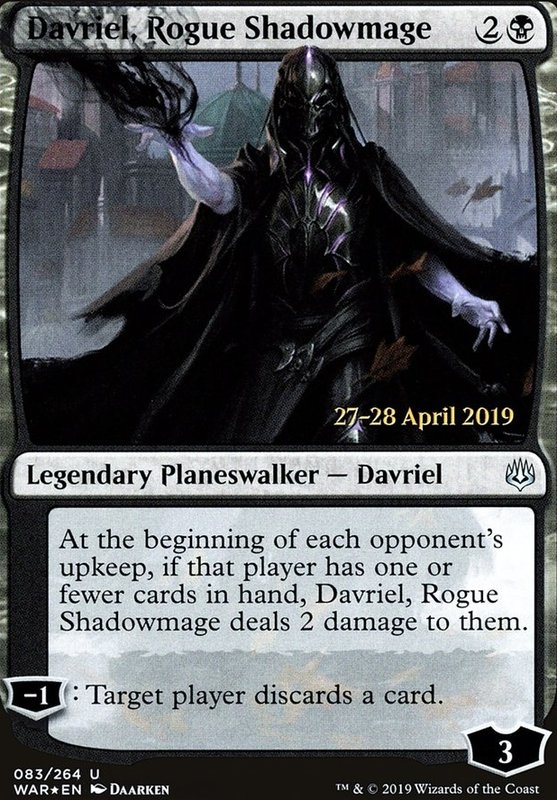 Davriel, Rogue Shadowmage 2
27–28 April 2019
Legendary Planeswalker — Davriel
At the beginning of each opponent's
upkeep, if that player has one or
fewer cards in hand, Davriel, Rogue
Shadowmage deals 2 damage to them.
−1: Target player discards a card.
3
083/264 U
WAR★EN Daarken
™ & © 2019 Wizards of the Coast